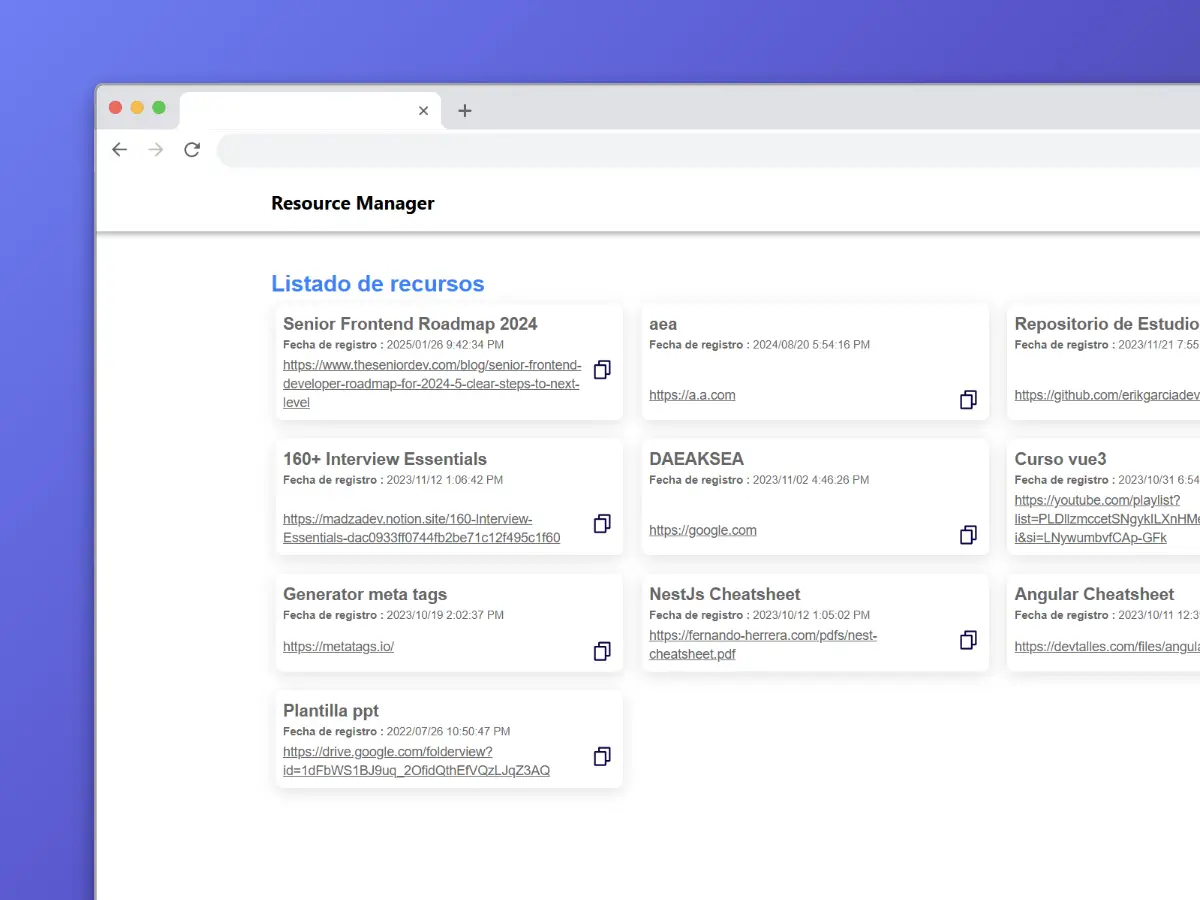 Resource Manager
Listado de recursos
Senior Frontend Roadmap 2024
Fecha de registro : 2025/01/26 9:42:34 PM
https://www.theseniordev.com/blog/senior-frontend-
developer-roadmap-for-2024-5-clear-steps-to-next-
level
aea
Fecha de registro : 2024/08/20 5:54:16 PM
https://a.a.com
Repositorio de Estudio
Fecha de registro : 2023/11/21 7:55
https://github.com/erikgarciadev
160+ Interview Essentials
Fecha de registro : 2023/11/12 1:06:42 PM
https://madzadev.notion.site/160-Interview-
Essentials-dac0933ff0744fb2be71c12f495c1f60
DAEAKSEA
Fecha de registro : 2023/11/02 4:46:26 PM
https://google.com
Curso vue3
Fecha de registro : 2023/10/31 6:54
https://youtube.com/playlist?
list=PLDllzmccetSNgykILXnHM
i&si=LNywumbvfCAp-GFk
Generator meta tags
Fecha de registro : 2023/10/19 2:02:37 PM
https://metatags.io/
NestJs Cheatsheet
Fecha de registro : 2023/10/12 1:05:02 PM
https://fernando-herrera.com/pdfs/nest-
cheatsheet.pdf
Angular Cheatsheet
Fecha de registro : 2023/10/11 12:3
https://devtalles.com/files/angula
Plantilla ppt
Fecha de registro : 2022/07/26 10:50:47 PM
https://drive.google.com/folderview?
id=1dFbWS1BJ9uq_2OfidQthEfVQzLJqZ3AQ